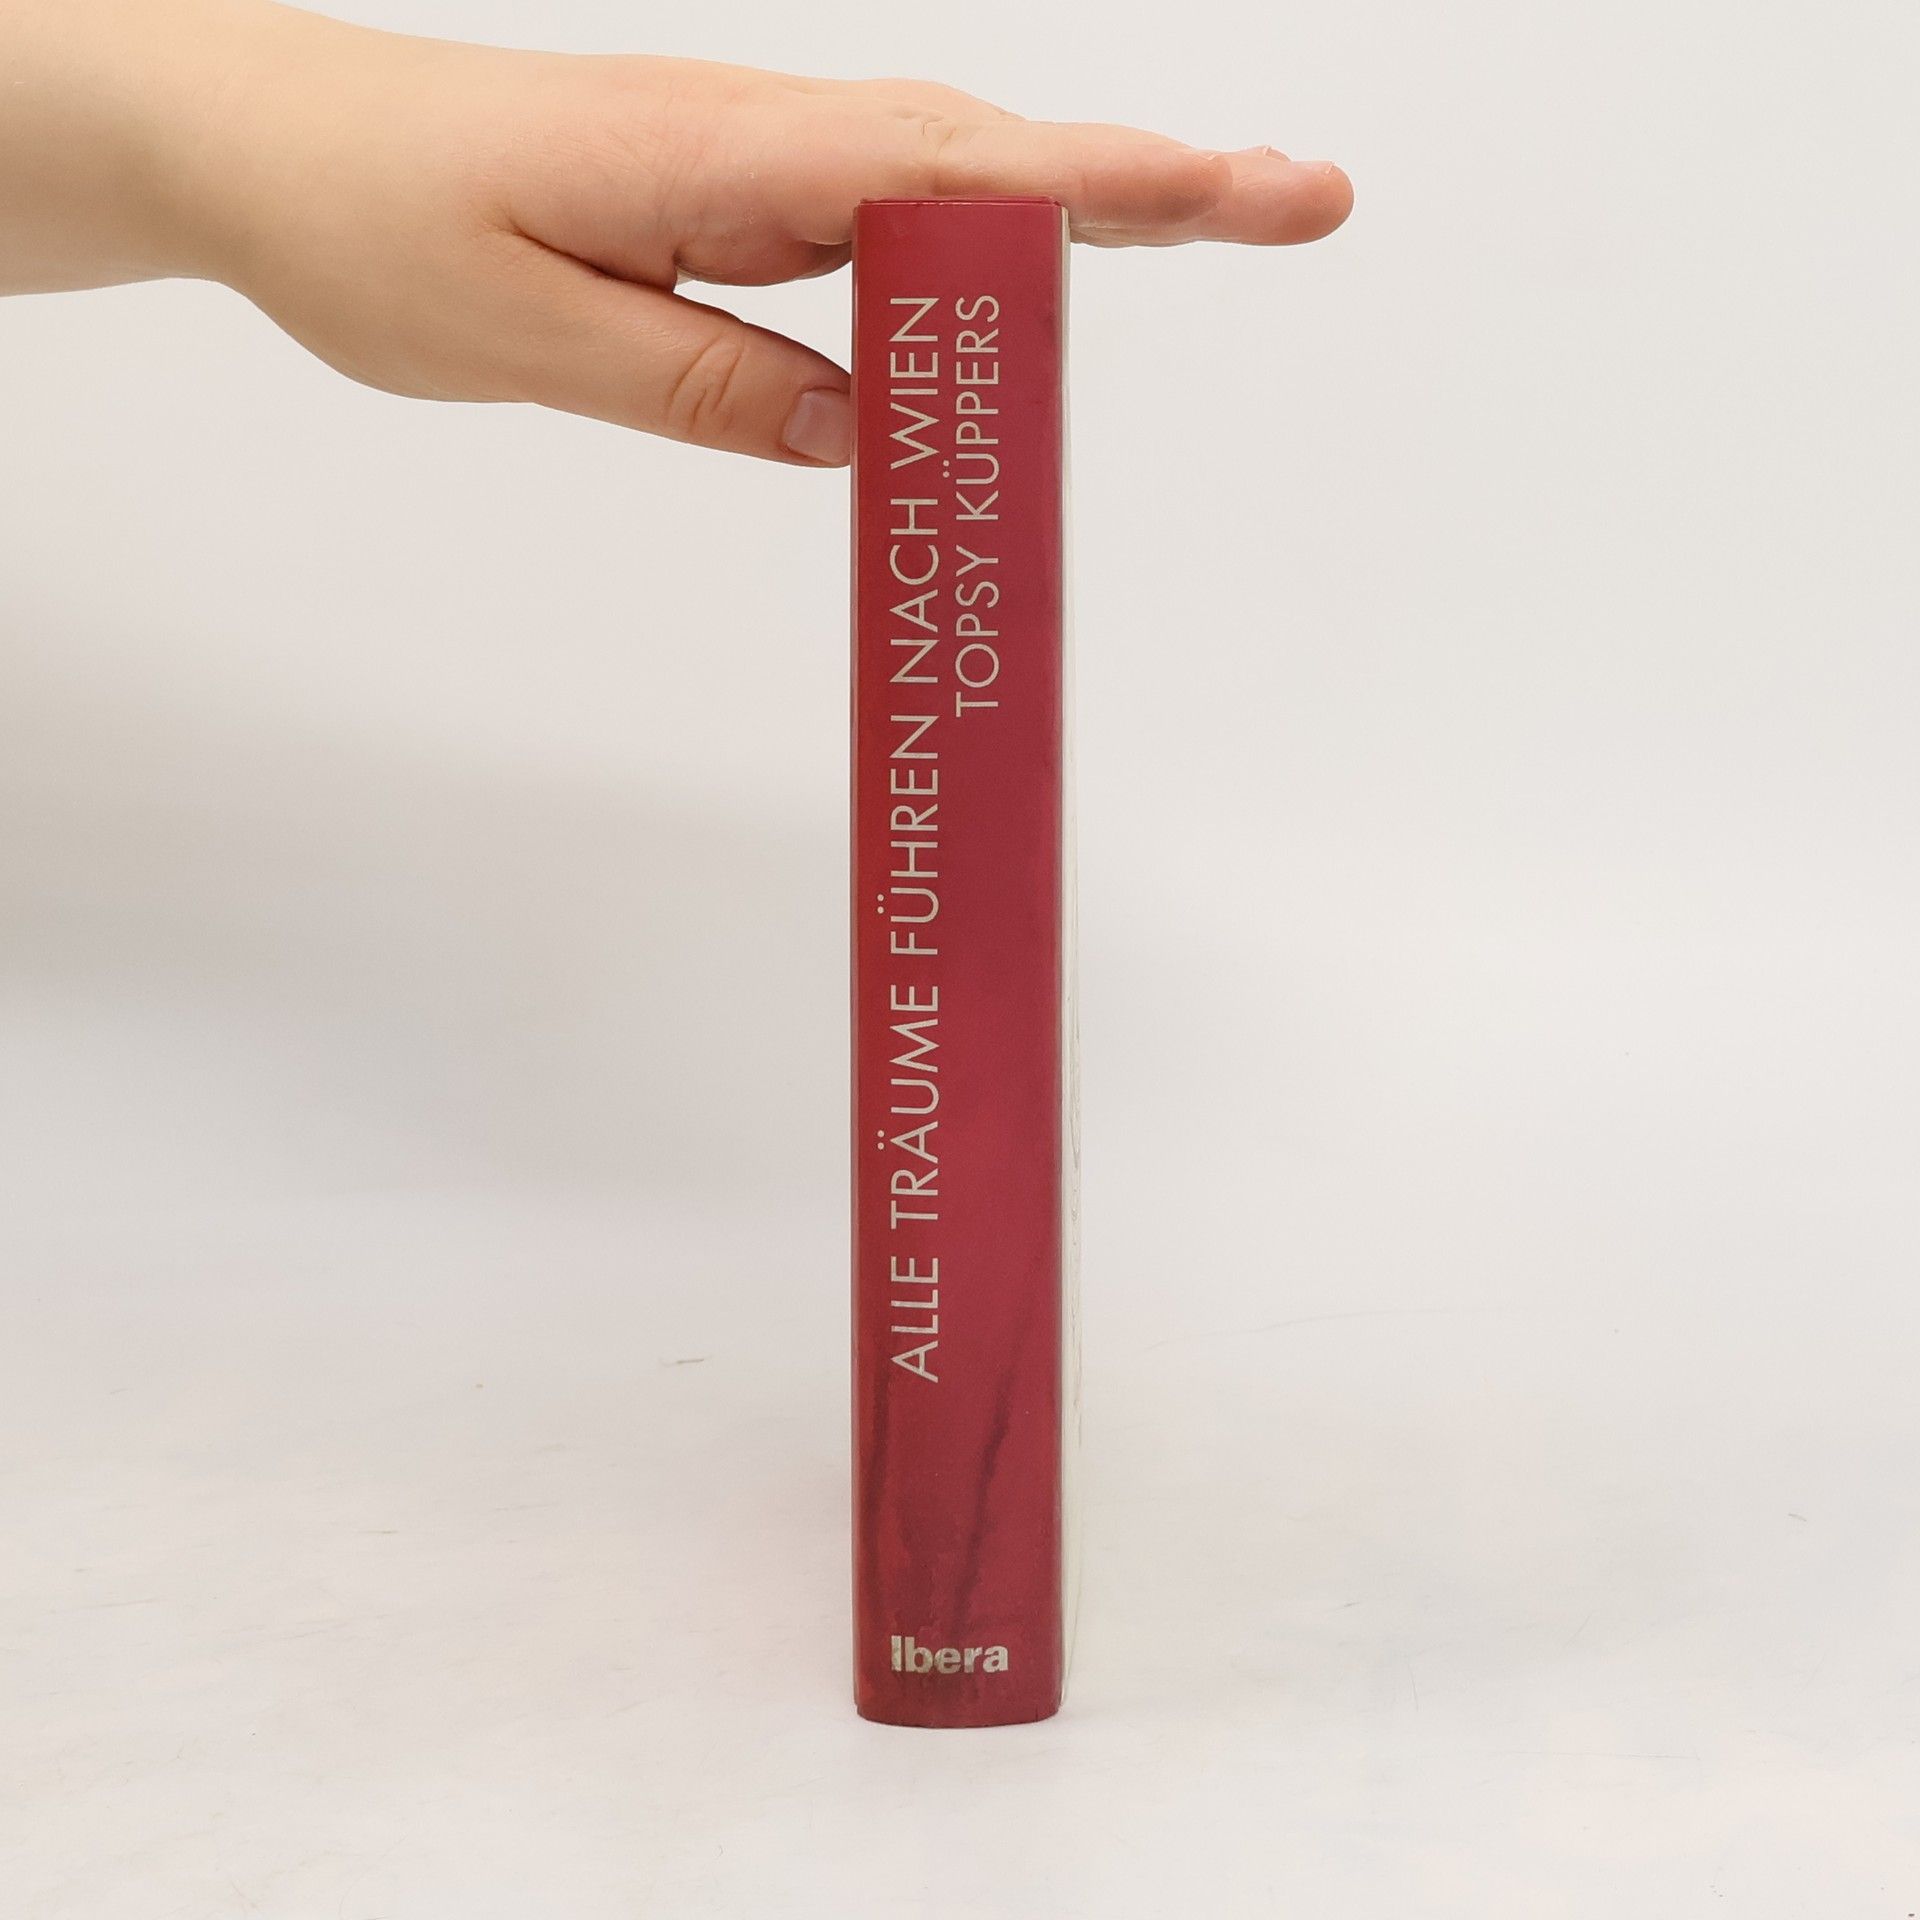 ALLE TRÄUME FÜHREN NACH WIEN
TOPSY KÜPPERS
Ibera